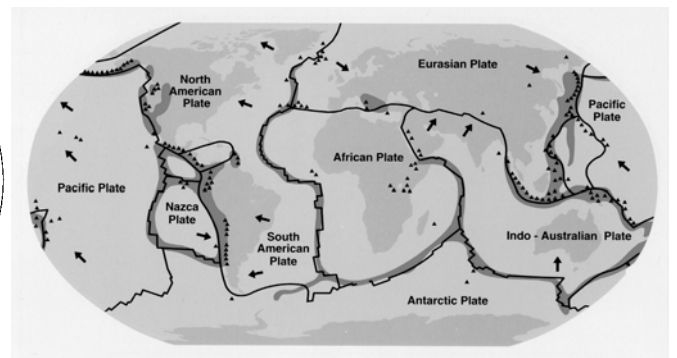 Eurasian Plate
North
American
Plate
Pacific
Plate
African Plate
Pacific Plate
Nazca
Plate
South
American
Plate
Indo - Australian Plate
Antarctic Plate